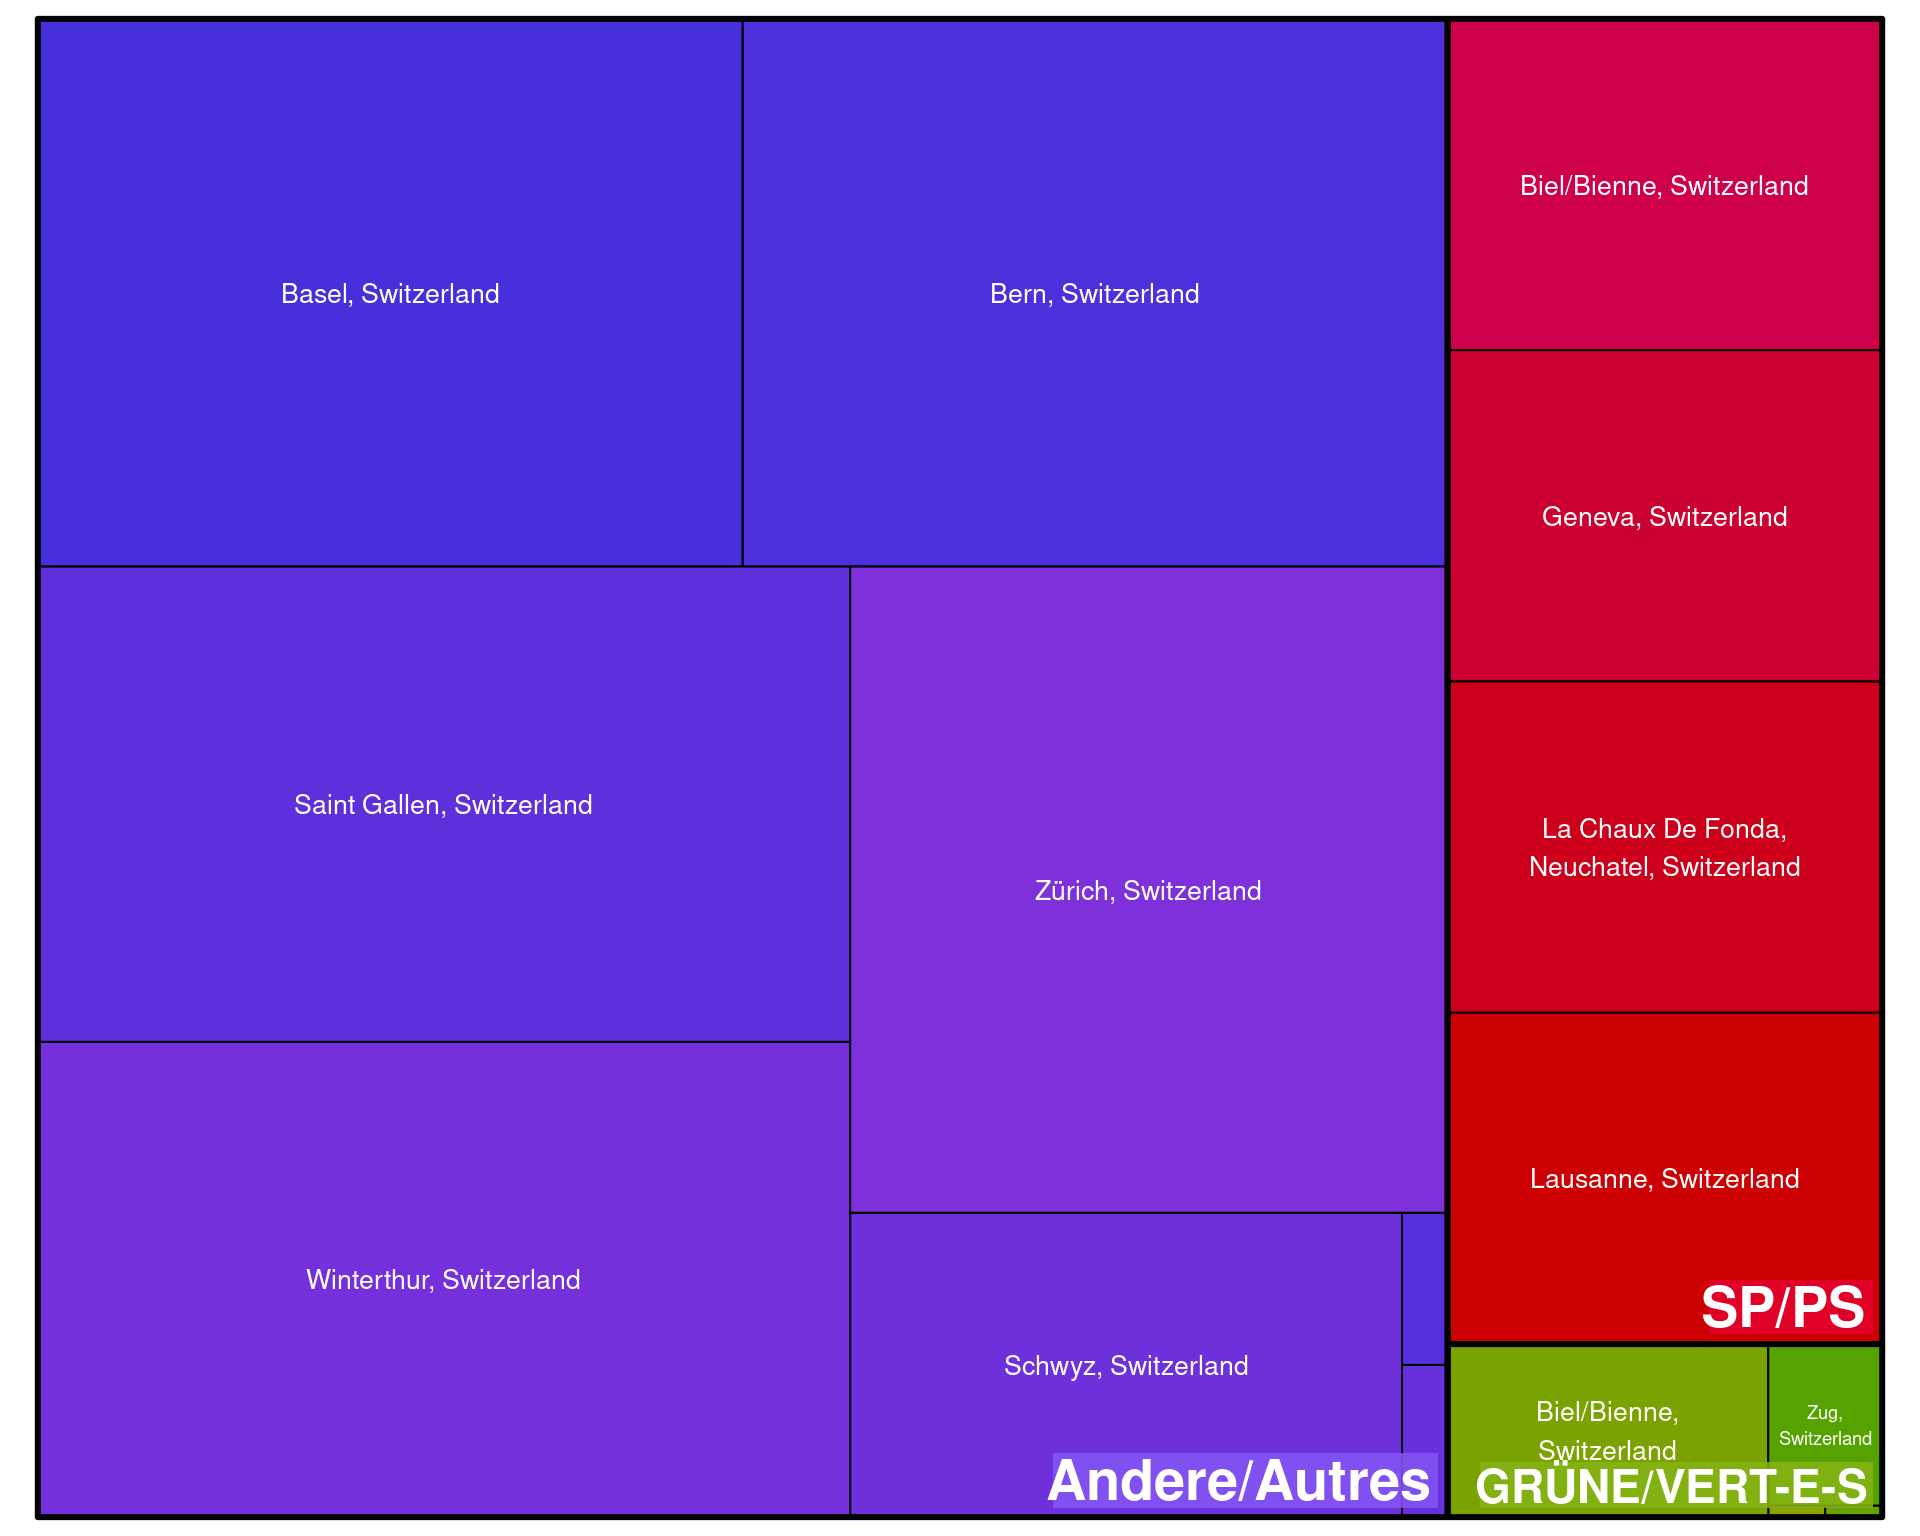 Basel, Switzerland
Bern, Switzerland
Saint Gallen, Switzerland
Zürich, Switzerland
Winterthur, Switzerland
Schwyz, Switzerland
Andere/Autres
Biel/Bienne, Switzerland
Geneva, Switzerland
La Chaux De Fonda,
Neuchatel, Switzerland
Lausanne, Switzerland
SP/PS
Biel/Bienne,
Switzerland
Zug,
Switzerland
GRÜNE/VERT-E-S